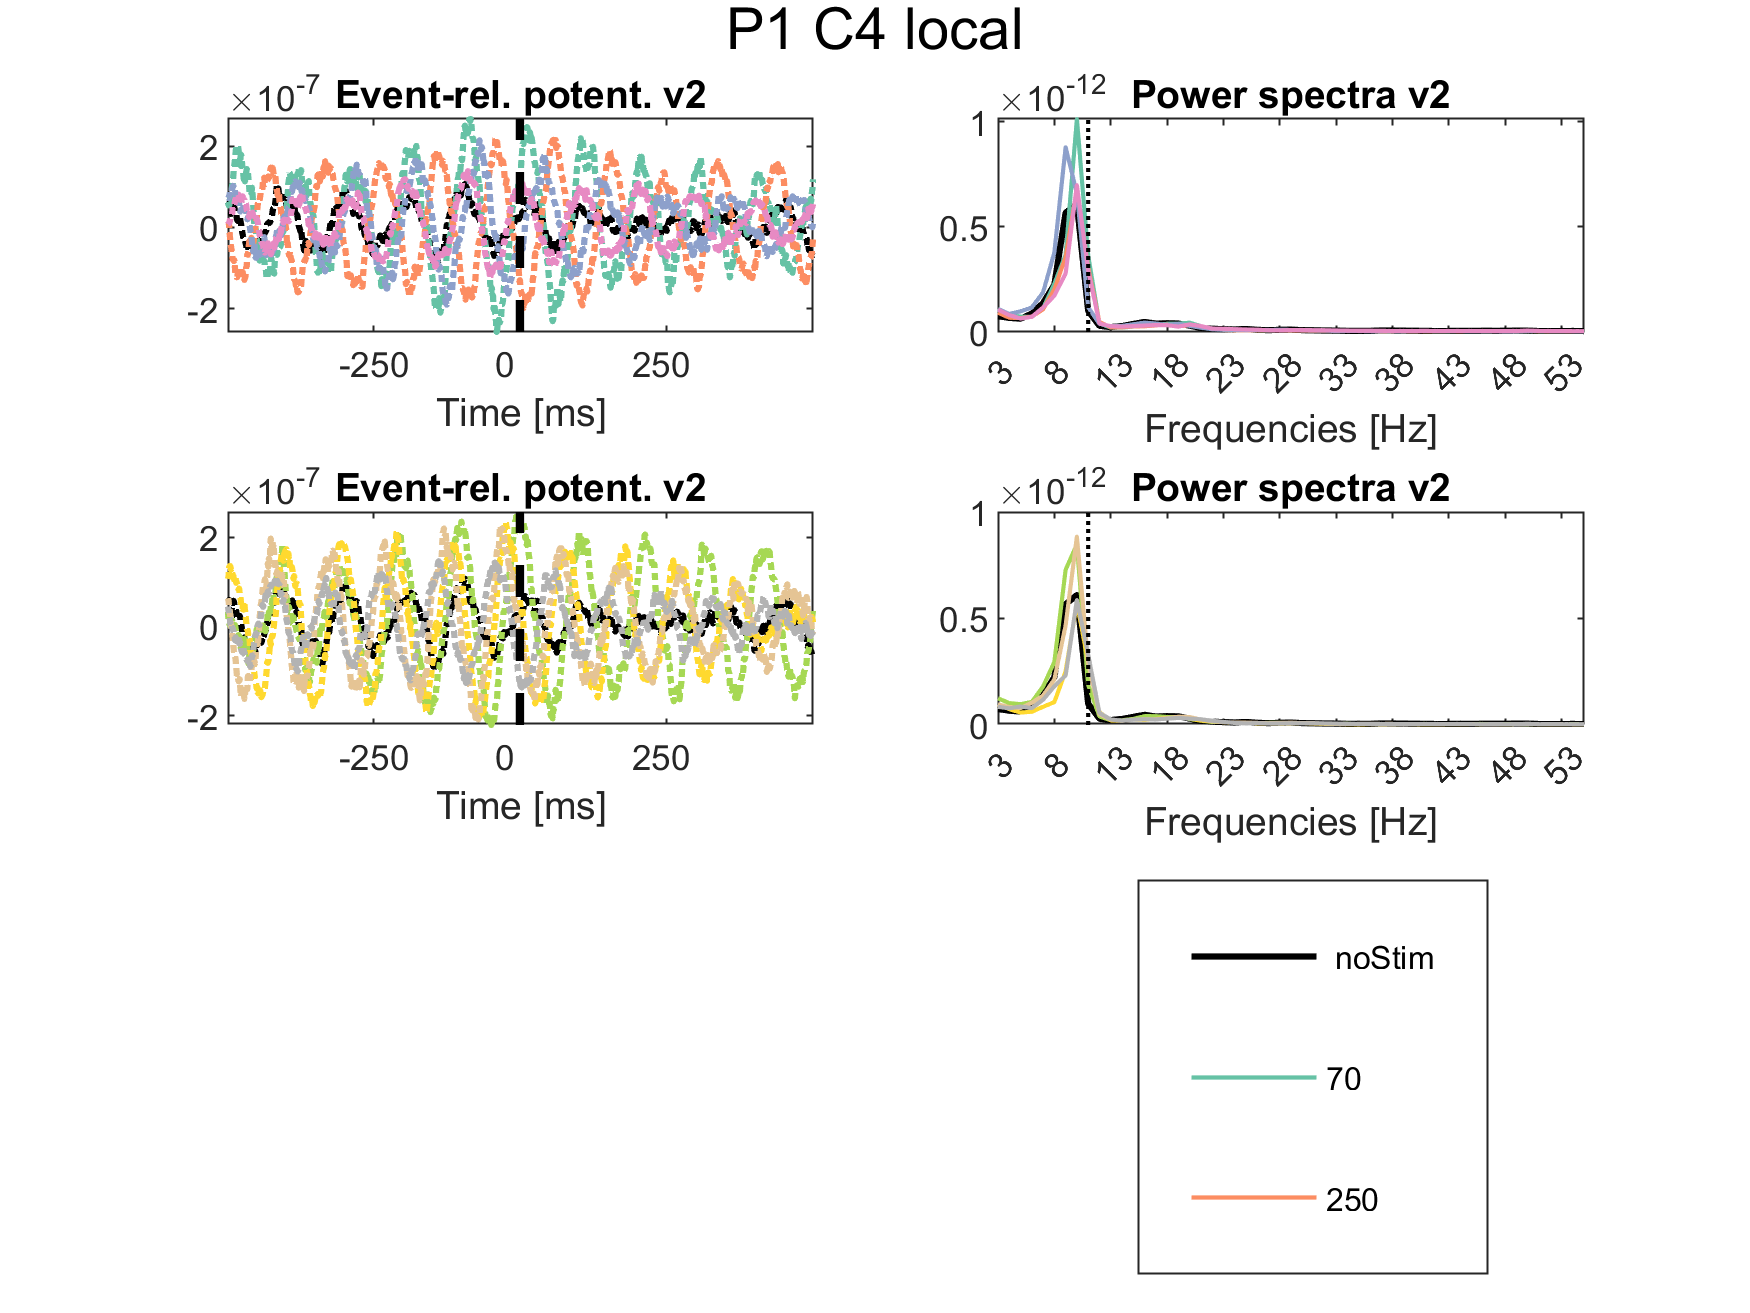 P1 C4 local
×10-7 Event-rel. potent. v2
2
0
-2
-250 0 250
Time [ms]
×10-12 Power spectra v2
1
0.5
0
3 8 13 18 23 28 33 38 43 48 53
Frequencies [Hz]
×10-7 Event-rel. potent. v2
2
0
-2
-250 0 250
Time [ms]
×10-12 Power spectra v2
1
0.5
0
3 8 13 18 23 28 33 38 43 48 53
Frequencies [Hz]
noStim
70
250